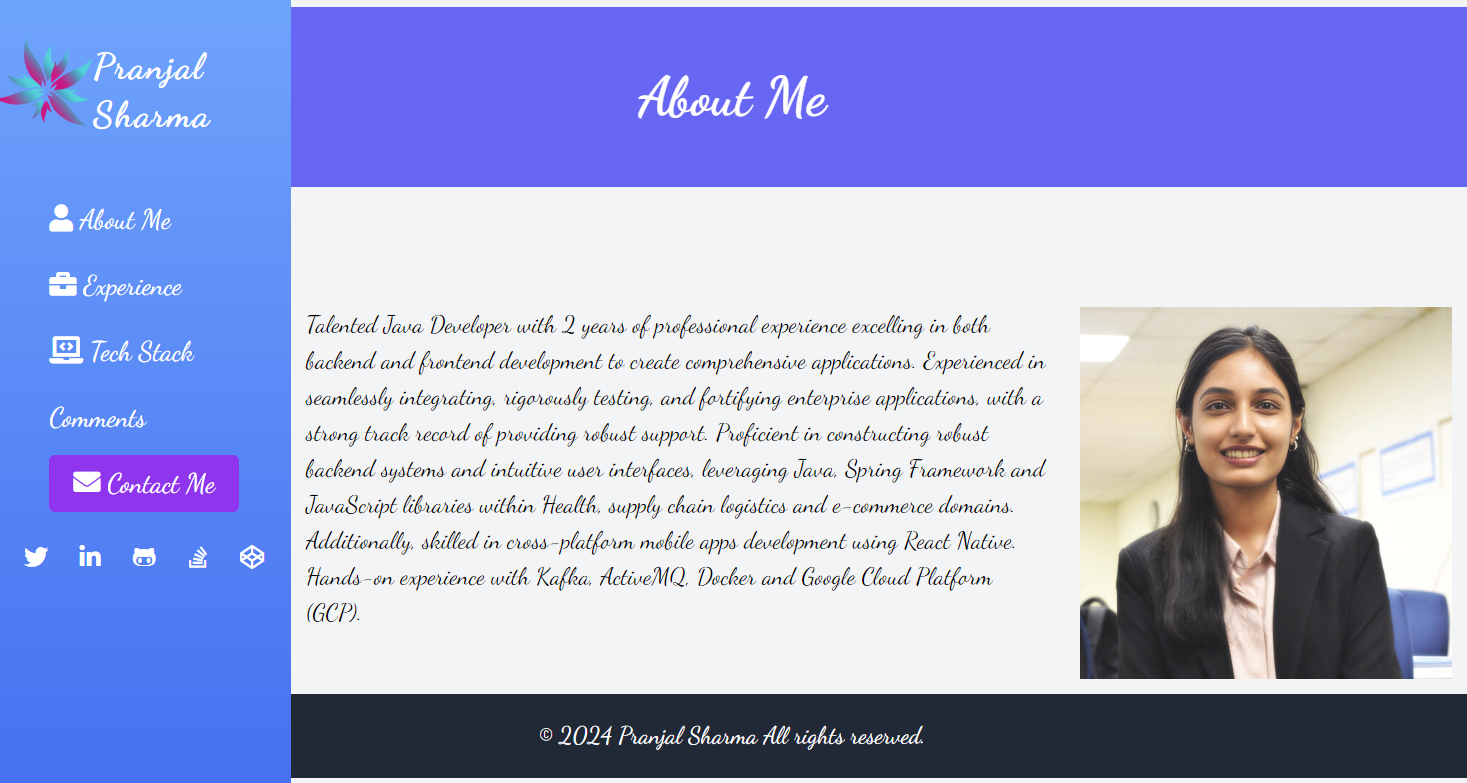 Pranjal
Sharma
About Me
Experience
Tech Stack
Comments
Contact Me
About Me
Talented Java Developer with 2 years of professional experience excelling in both
backend and frontend development to create comprehensive applications. Experienced in
seamlessly integrating, rigorously testing, and fortifying enterprise applications, with a
strong track record of providing robust support. Proficient in constructing robust
backend systems and intuitive user interfaces, leveraging Java, Spring Framework and
JavaScript libraries within Health, supply chain logistics and e-commerce domains.
Additionally, skilled in cross-platform mobile apps development using React Native.
Hands-on experience with Kafka, ActiveMQ, Docker and Google Cloud Platform
(GCP).
© 2024 Pranjal Sharma All rights reserved.